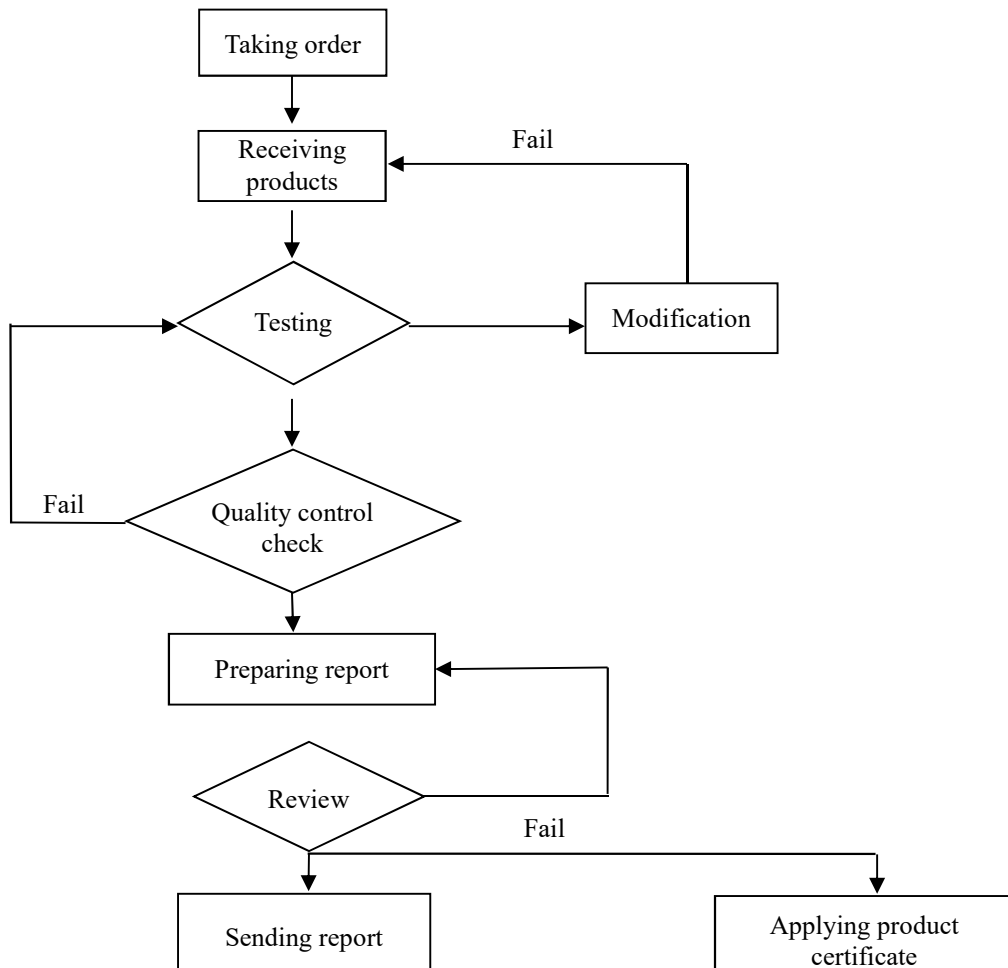 Taking order
Fail
Receiving
products
Testing
Modification
Fail
Quality control
check
Preparing report
Review
Fail
Sending report
Applying product
certificate